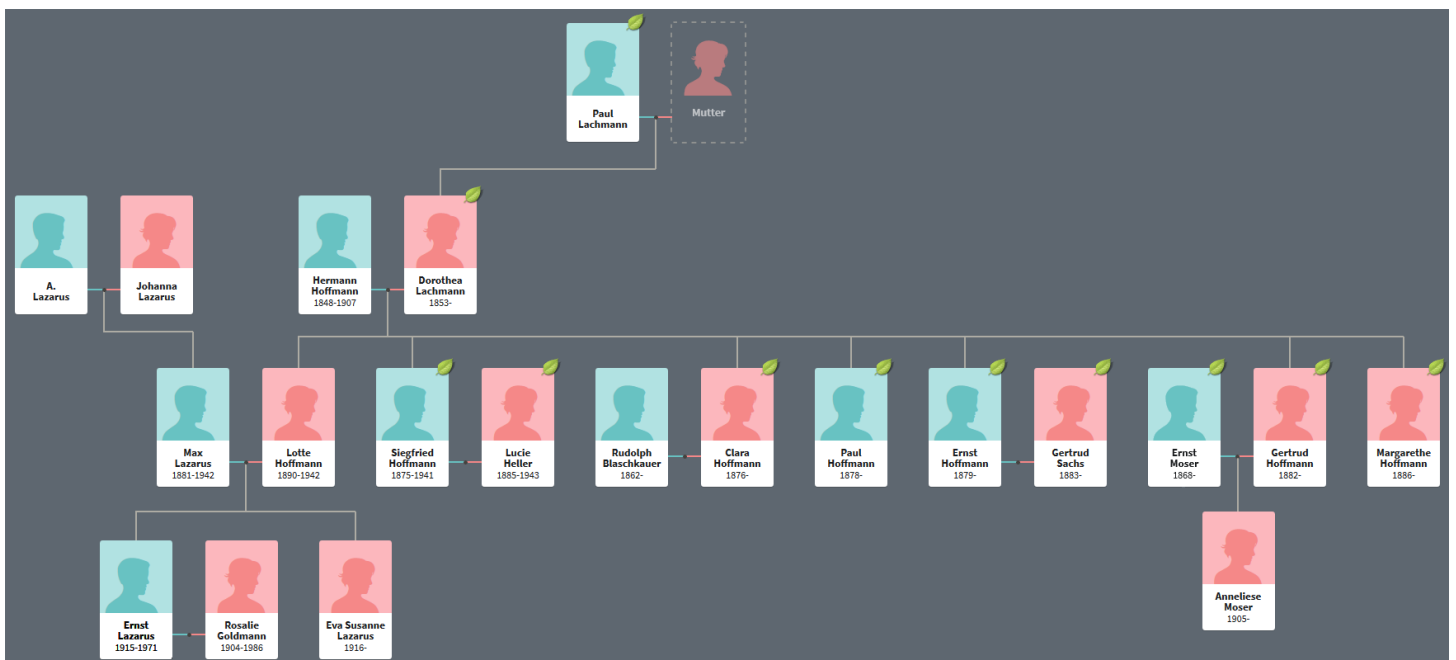 Paul
Lachmann
Mutter
A.
Lazarus
Johanna
Lazarus
Hermann
Hoffmann
1848-1907
Dorothea
Lachmann
1853-
Max
Lazarus
1881-1942
Lotte
Hoffmann
1890-1942
Siegfried
Hoffmann
1875-1941
Lucie
Heller
1885-1943
Rudolph
Blaschkauer
1862-
Clara
Hoffmann
1876-
Paul
Hoffmann
1878-
Ernst
Hoffmann
1879-
Gertrud
Sachs
1883-
Ernst
Moser
1868-
Gertrud
Hoffmann
1882-
Margarethe
Hoffmann
1886-
Ernst
Lazarus
1915-1971
Rosalie
Goldmann
1904-1986
Eva Susanne
Lazarus
1916-
Anneliese
Moser
1905-